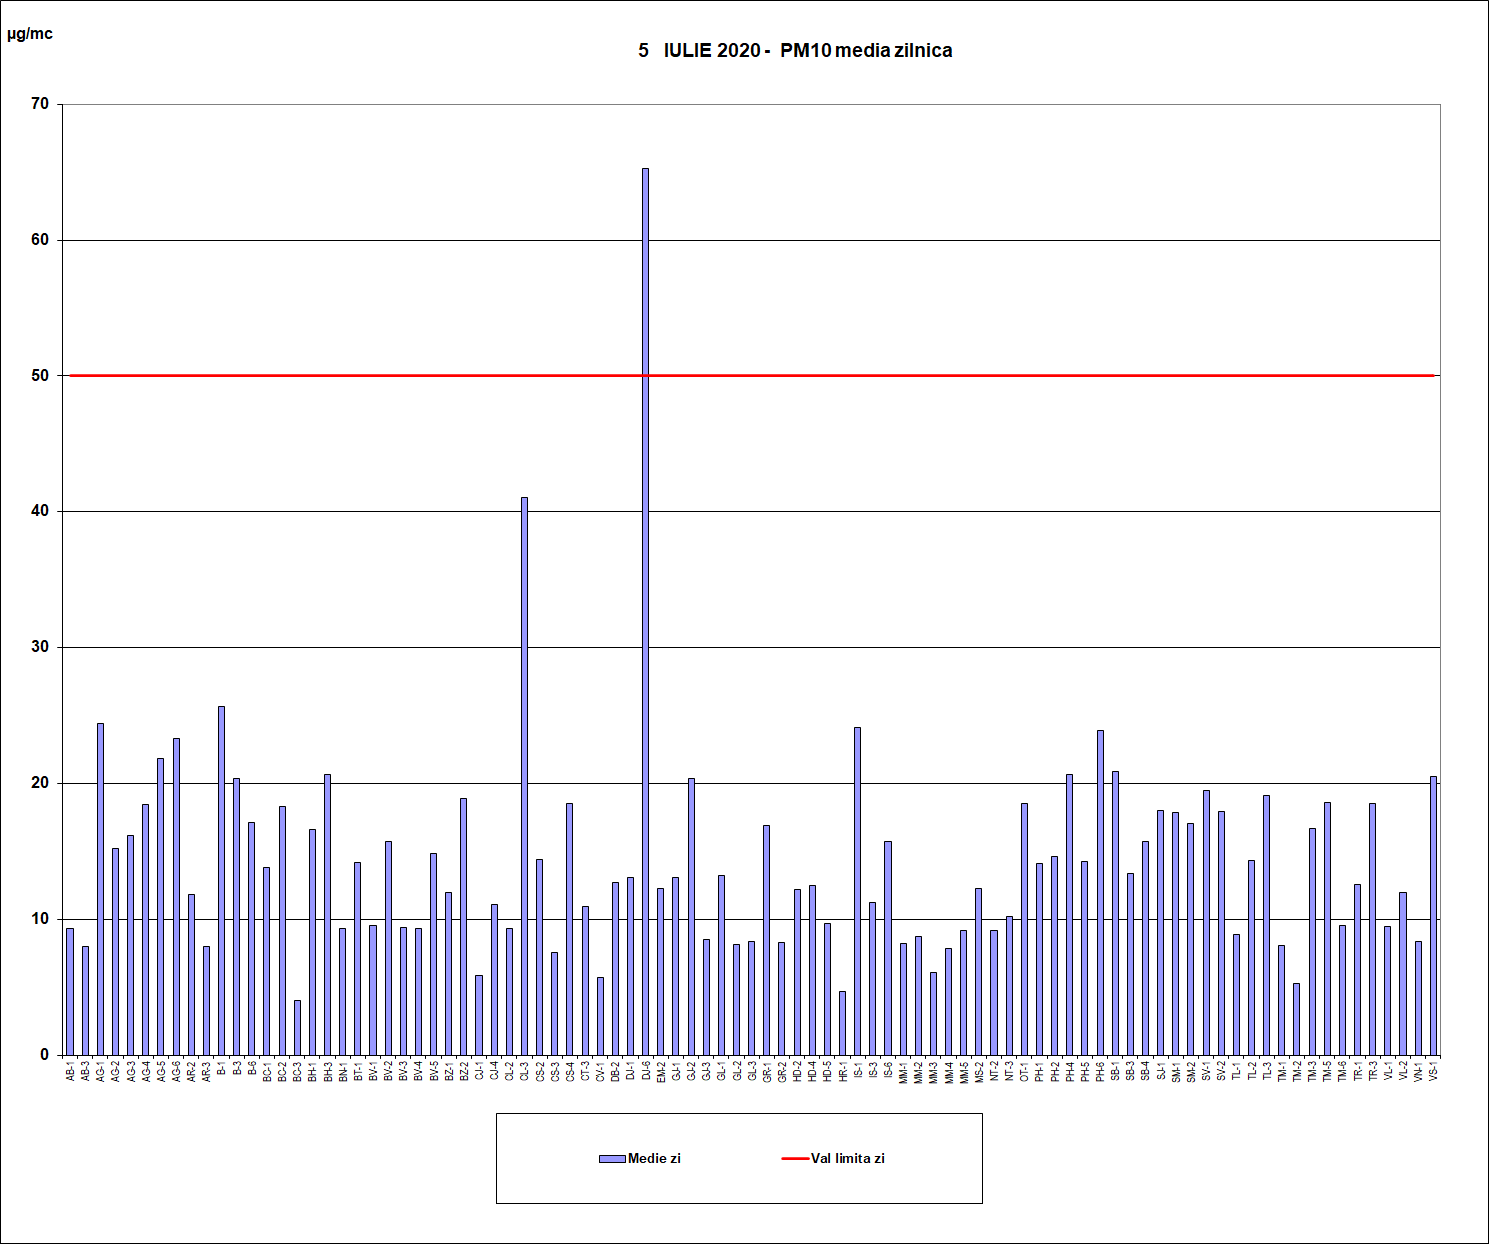 µg/mc
5 IULIE 2020 - PM10 media zilnica
70
60
50
40
30
20
10
0
AB-1 AB-3 AG-1 AG-2 AG-3 AG-4 AG-5 AG-6 AR-2 AR-3 B-1 B-3 B-6 BC-1 BC-2 BC-3 BH-1 BH-3 BN-1 BT-1 BV-1 BV-2 BV-3 BV-4 BV-5 BZ-1 BZ-2 CJ-1 CJ-4 CL-2 CL-3 CS-2 CS-3 CS-4 CT-3 CV-1 DB-2 DJ-1 DJ-6 EM-2 GJ-1 GJ-2 GJ-3 GL-1 GL-2 GL-3 GR-1 GR-2 HD-2 HD-4 HD-5 HR-1 IS-1 IS-3 IS-6 MM-1 MM-2 MM-3 MM-4 MM-5 MS-2 NT-2 NT-3 OT-1 PH-1 PH-2 PH-4 PH-5 PH-6 SB-1 SB-3 SB-4 SJ-1 SM-1 SM-2 SV-1 SV-2 TL-1 TL-2 TL-3 TM-1 TM-2 TM-3 TM-5 TM-6 TR-1 TR-3 VL-1 VL-2 VN-1 VS-1
Medie zi Val limita zi